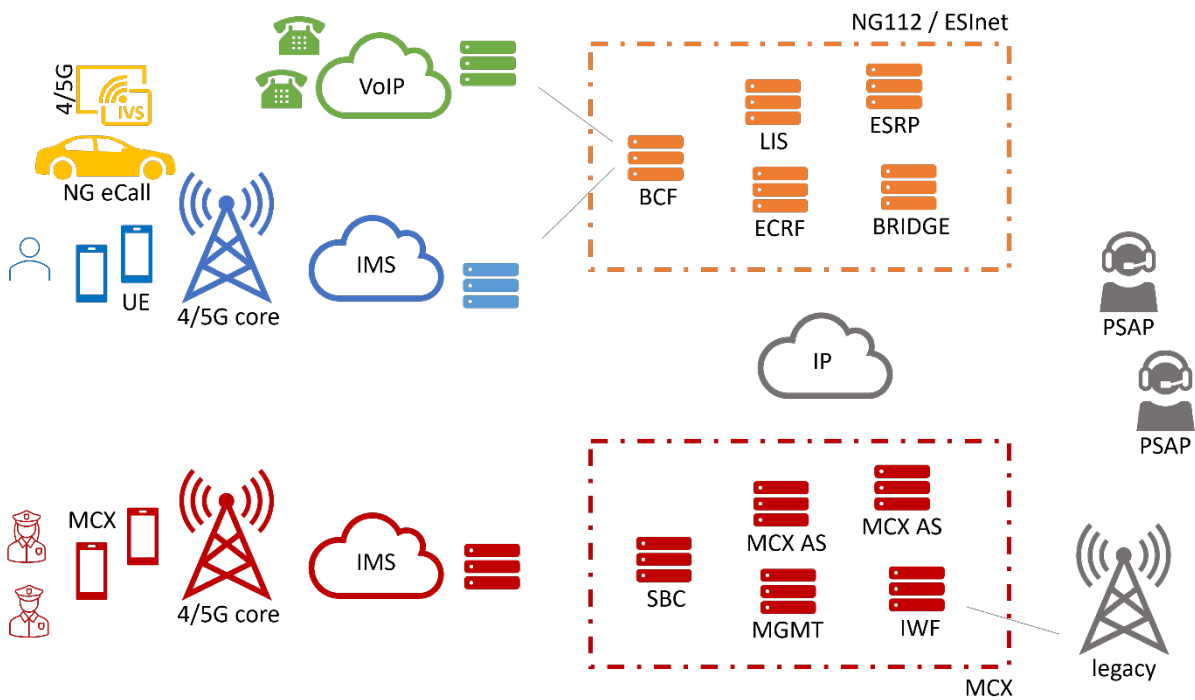 NG112 / ESInet
4/5G
IVS
VoIP
NG eCall
LIS
ESRP
BCF
ECRF
BRIDGE
UE
4/5G core
IMS
PSAP
IP
PSAP
MCX
4/5G core
IMS
SBC
MCX AS
MCX AS
MGMT
IWF
legacy
MCX